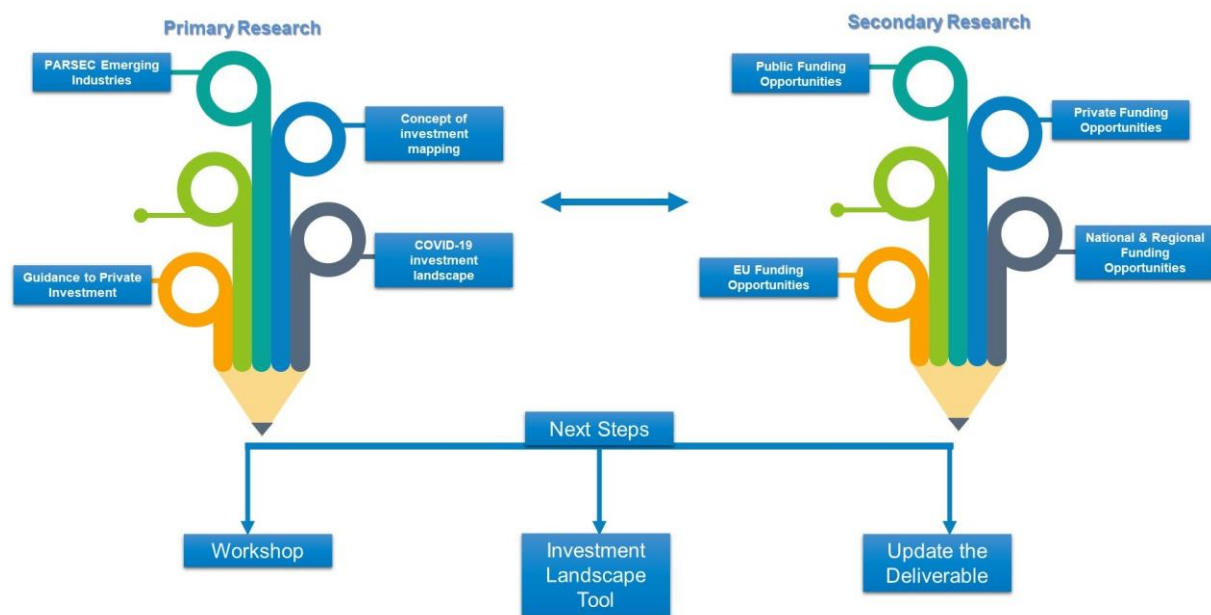 Primary Research
PARSEC Emerging
Industries
Concept of
investment
mapping
COVID-19
investment
landscape
Guidance to Private
Investment
Secondary Research
Public Funding
Opportunities
Private Funding
Opportunities
National & Regional
Funding
Opportunities
EU Funding
Opportunities
Next Steps
Workshop
Investment
Landscape
Tool
Update the
Deliverable